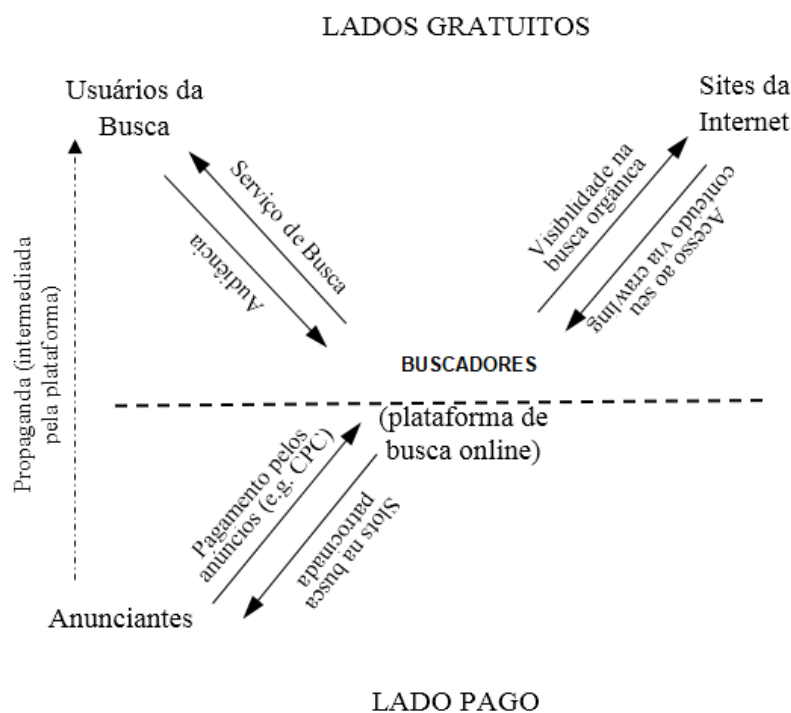 LADOS GRATUITOS
Usuários da
Busca
Sites da
Internet
Serviço de Busca
Audiência
Visibilidade na
busca orgânica
Acesso ao seu
conteúdo via crawling
Propaganda (intermediada
pela plataforma)
BUSCADORES
(plataforma de
busca online)
Pagamento pelos
anúncios (e.g. CPC)
Slots na busca
patrocinada
Anunciantes
LADO PAGO